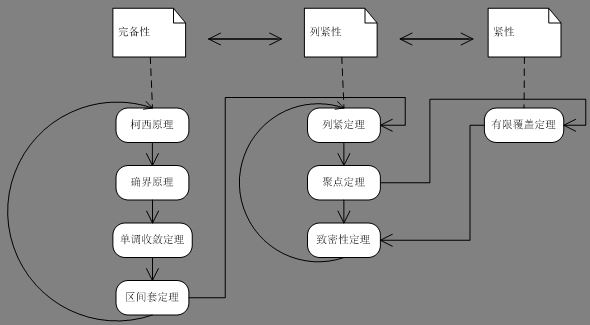 完备性
列紧性
紧性
柯西原理
列紧定理
有限覆盖定理
确界原理
聚点定理
单调收敛定理
致密性定理
区间套定理